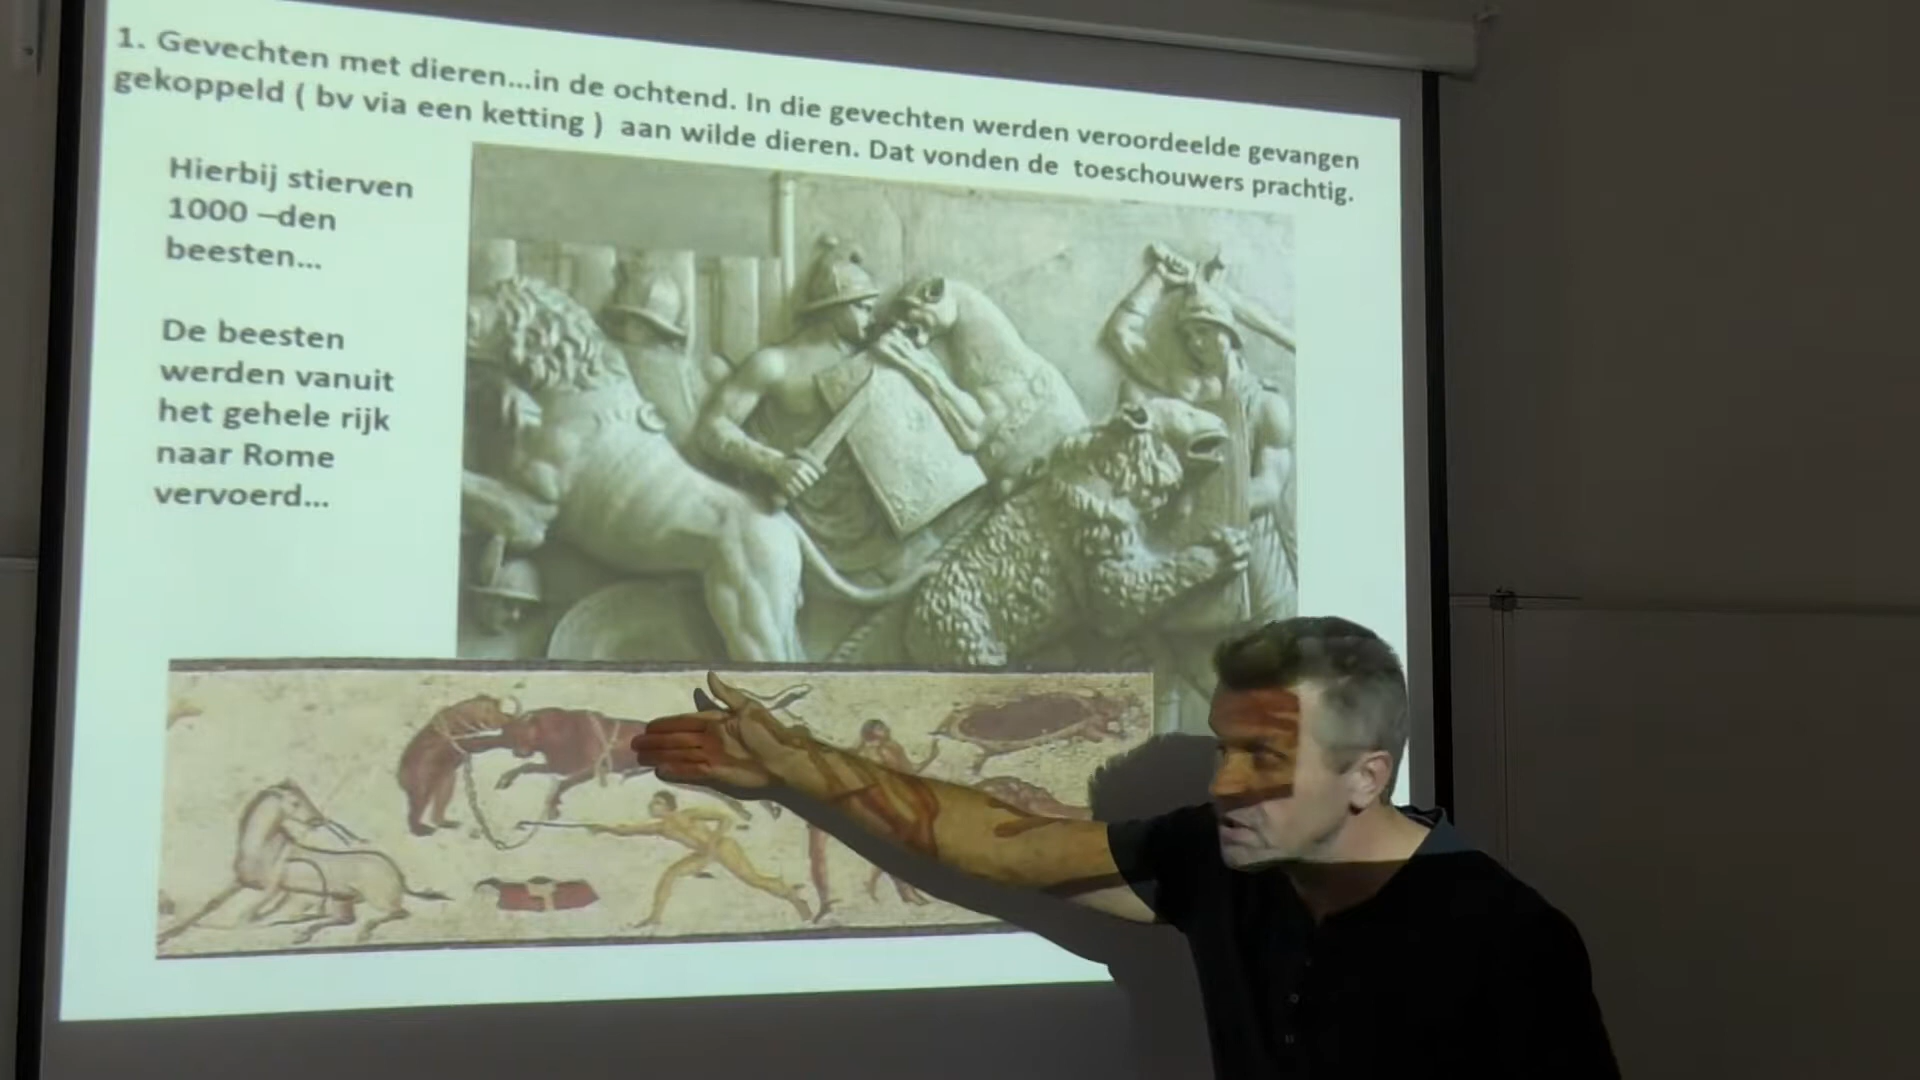 1. Gevechten met dieren...in de ochtend. In die gevechten werden veroordeelde gevangen
gekoppeld ( bv via een ketting )  aan wilde dieren. Dat vonden de  toeschouwers prachtig.
Hierbij stierven
1000 –den
beesten...
De beesten
werden vanuit
het gehele rijk
naar Rome
vervoerd...